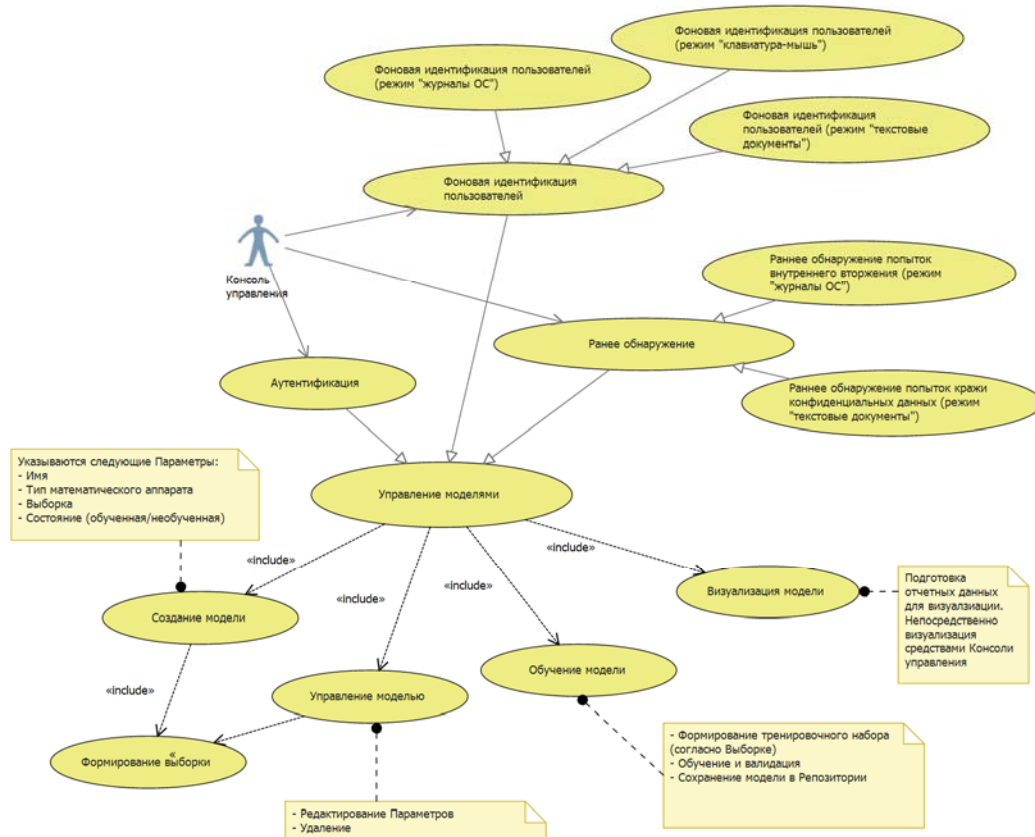 Фоновая идентификация пользователей
(режим "клавиатура-мышь")
Фоновая идентификация пользователей
(режим "журналы ОС")
Фоновая идентификация
пользователей (режим "текстовые
документы")
Фоновая идентификация
пользователей
Консоль
управления
Раннее обнаружение попыток
внутреннего вторжения (режим
"журналы ОС")
Ранее обнаружение
Аутентификация
Раннее обнаружение попыток кражи
конфиденциальных данных (режим
"текстовые документы")
Указываются следующие Параметры:
- Имя
- Тип математического аппарата
- Выборка
- Состояние (обученная/необученная)
Управление моделями
«include»
«include»
«include»
«include»
Визуализация модели
Подготовка
отчетных данных
для визуалзиации.
Непосредственно
визуализация
средствами Консоли
управления
Создание модели
Обучение модели
«include»
Управление моделью
«
Формирование выборки
- Формирование тренировочного набора
(согласно Выборке)
- Обучение и валидация
- Сохранение модели в Репозитории
- Редактирование Параметров
- Удаление